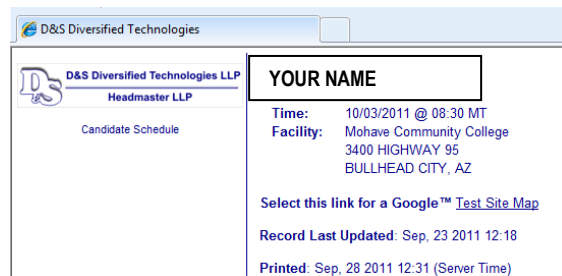 D&S Diversified Technologies
D&S Diversified Technologies LLP
Headmaster LLP
Candidate Schedule
YOUR NAME
Time: 10/03/2011 @ 08:30 MT
Facility: Mohave Community College
3400 HIGHWAY 95
BULLHEAD CITY, AZ
Select this link for a Google™ Test Site Map
Record Last Updated: Sep, 23 2011 12:18
Printed: Sep, 28 2011 12:31 (Server Time)